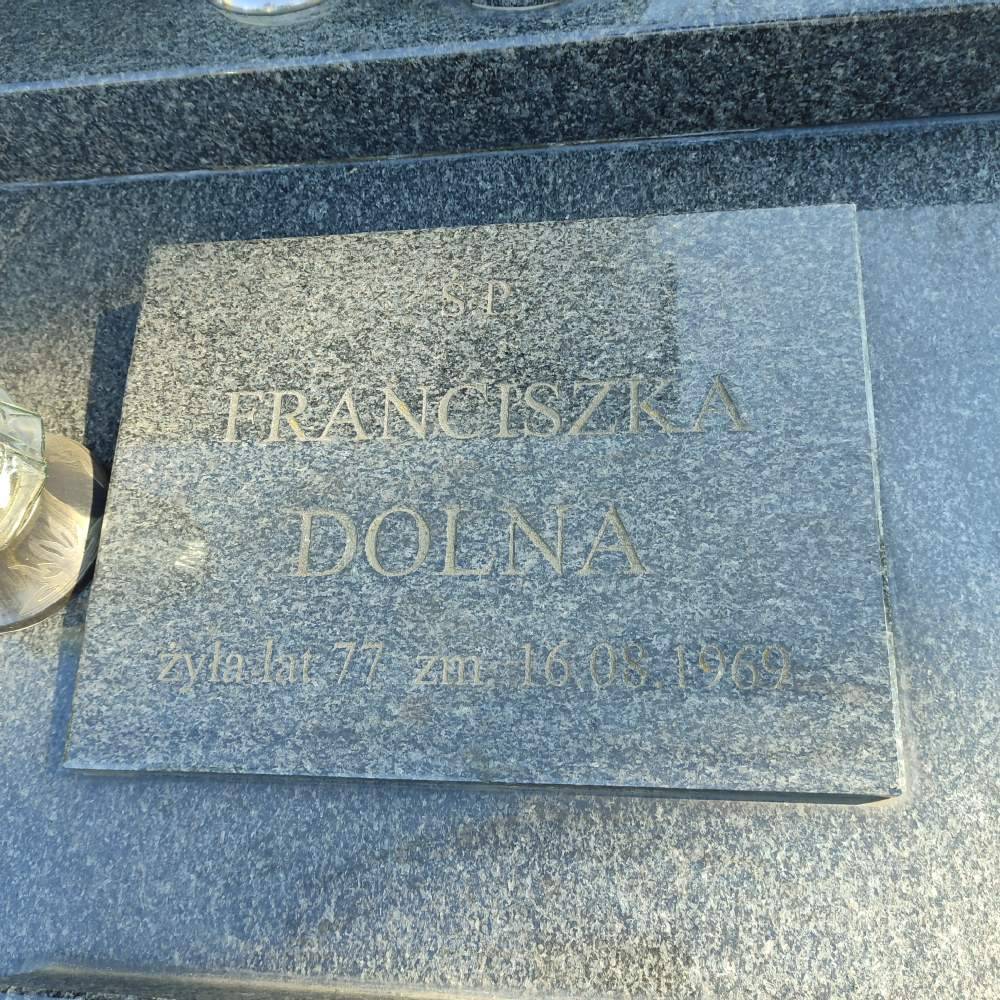 Ś.P.
FRANCISZKA
DOLNA
żyła lat 77 zm. 16.08.1969